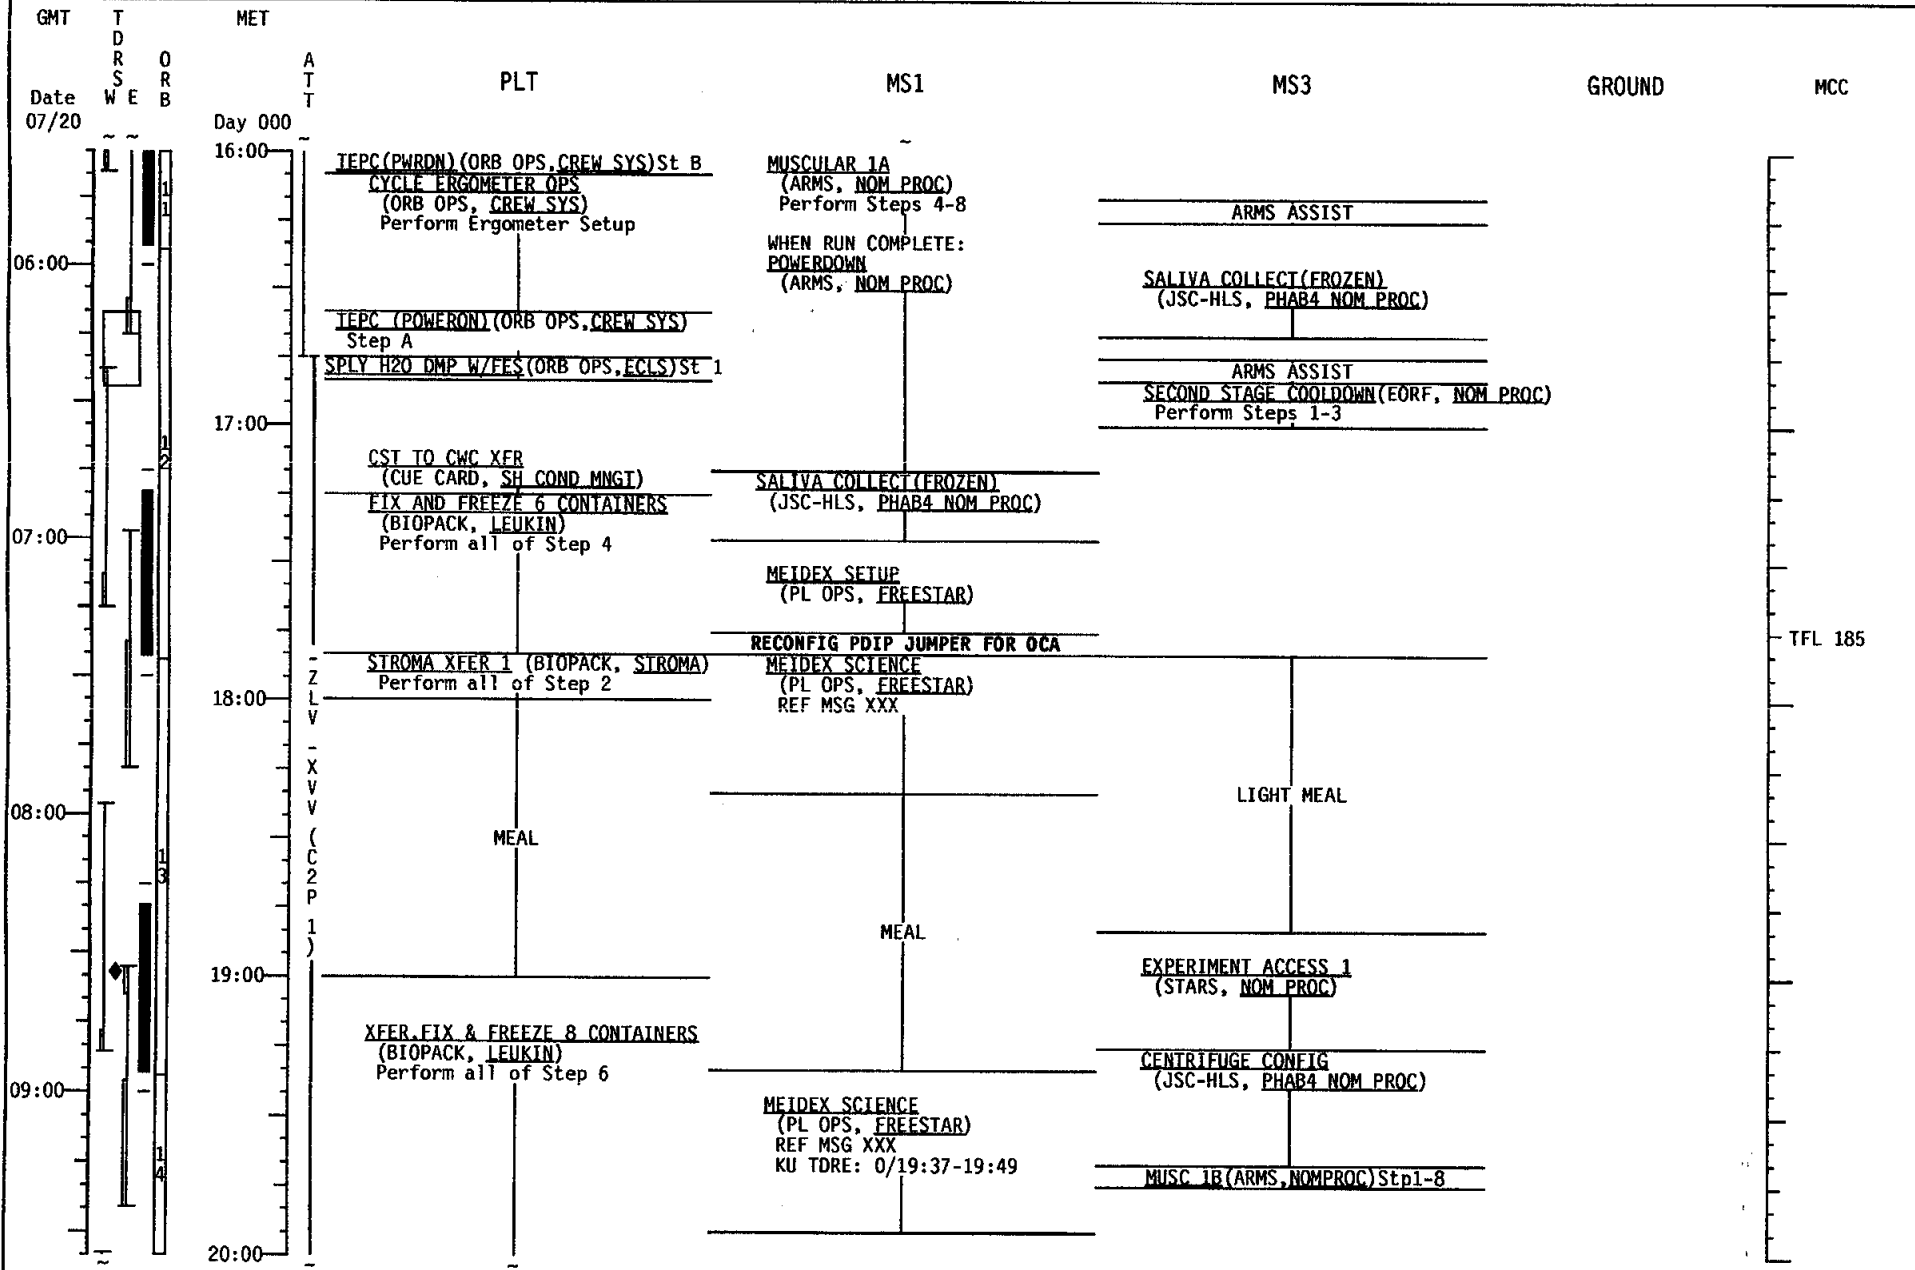 GMT
TDRS
W E
ORB
MET
ATT
PLT
MS1
MS3
GROUND
MCC
Date
07/20
Day 000
~ ~ ~ ~
16:00
17:00
18:00
19:00
20:00
06:00
07:00
08:00
09:00
11
12
13
14
-ZLV -XVV (C2P 1)
TEPC(PWRDN)(ORB OPS,CREW SYS)St B
CYCLE ERGOMETER OPS
(ORB OPS, CREW SYS)
Perform Ergometer Setup
TEPC (POWERON)(ORB OPS,CREW SYS)
Step A
SPLY H2O DMP W/FES(ORB OPS,ECLS)St 1
CST TO CWC XFR
(CUE CARD, SH COND MNGT)
FIX AND FREEZE 6 CONTAINERS
(BIOPACK, LEUKIN)
Perform all of Step 4
STROMA XFER 1 (BIOPACK, STROMA)
Perform all of Step 2
MEAL
XFER,FIX & FREEZE 8 CONTAINERS
(BIOPACK, LEUKIN)
Perform all of Step 6
MUSCULAR 1A
(ARMS, NOM PROC)
Perform Steps 4-8
WHEN RUN COMPLETE:
POWERDOWN
(ARMS, NOM PROC)
SALIVA COLLECT(FROZEN)
(JSC-HLS, PHAB4 NOM PROC)
MEIDEX SETUP
(PL OPS, FREESTAR)
RECONFIG PDIP JUMPER FOR OCA
MEIDEX SCIENCE
(PL OPS, FREESTAR)
REF MSG XXX
MEAL
MEIDEX SCIENCE
(PL OPS, FREESTAR)
REF MSG XXX
KU TDRE: 0/19:37-19:49
ARMS ASSIST
SALIVA COLLECT(FROZEN)
(JSC-HLS, PHAB4 NOM PROC)
ARMS ASSIST
SECOND STAGE COOLDOWN(EORF, NOM PROC)
Perform Steps 1-3
LIGHT MEAL
EXPERIMENT ACCESS 1
(STARS, NOM PROC)
CENTRIFUGE CONFIG
(JSC-HLS, PHAB4 NOM PROC)
MUSC 1B(ARMS,NOMPROC)Stp1-8
TFL 185
~ ~ ~